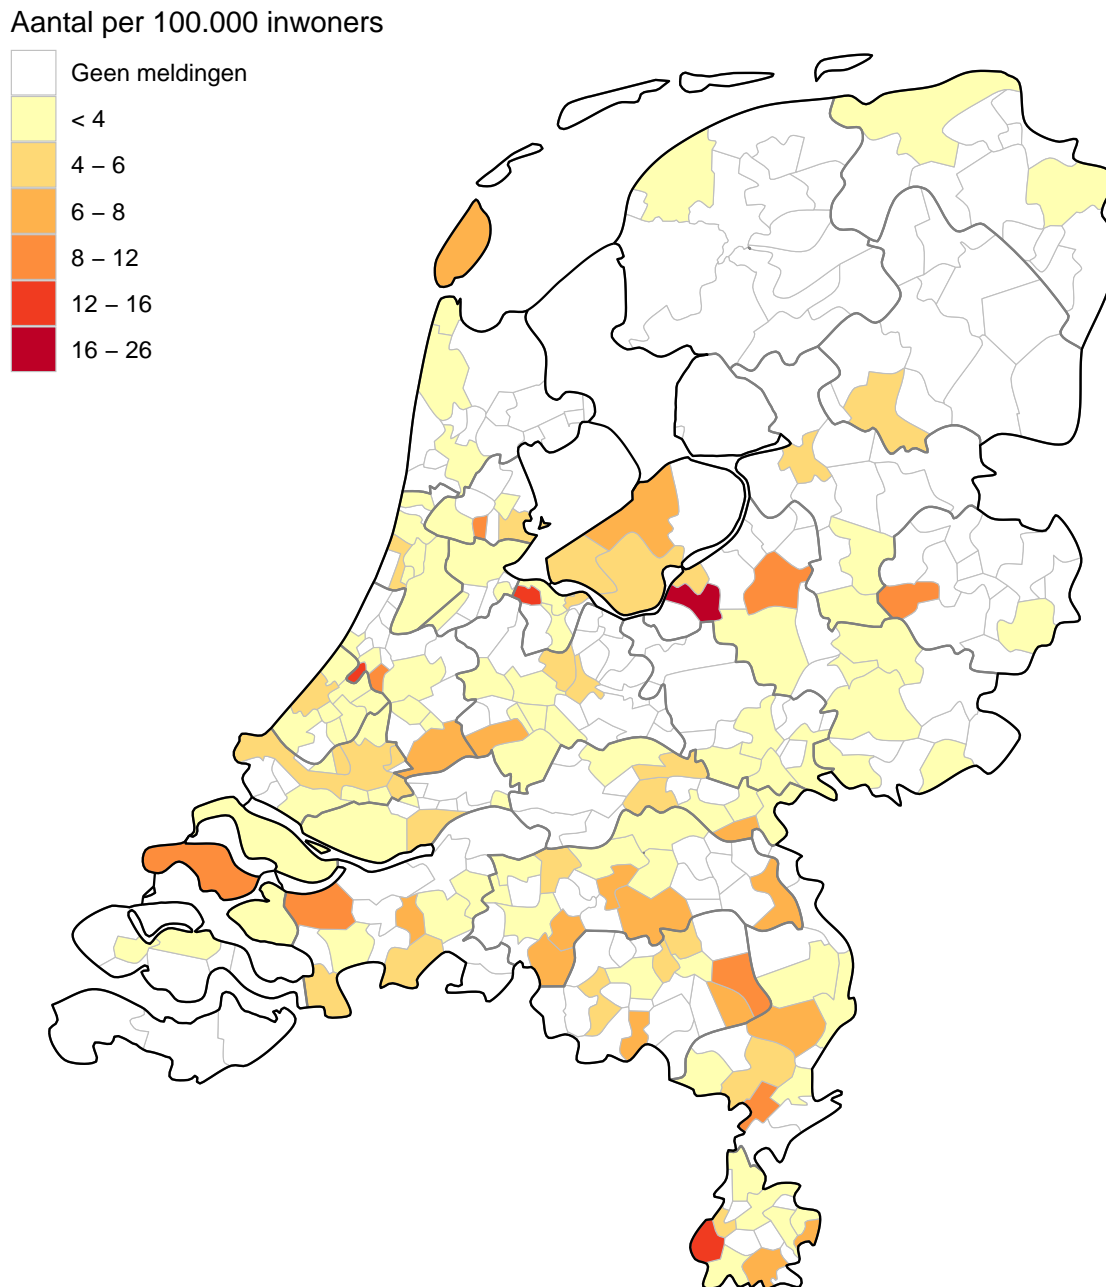 Aantal per 100.000 inwoners
Geen meldingen
< 4
4 – 6
6 – 8
8 – 12
12 – 16
16 – 26